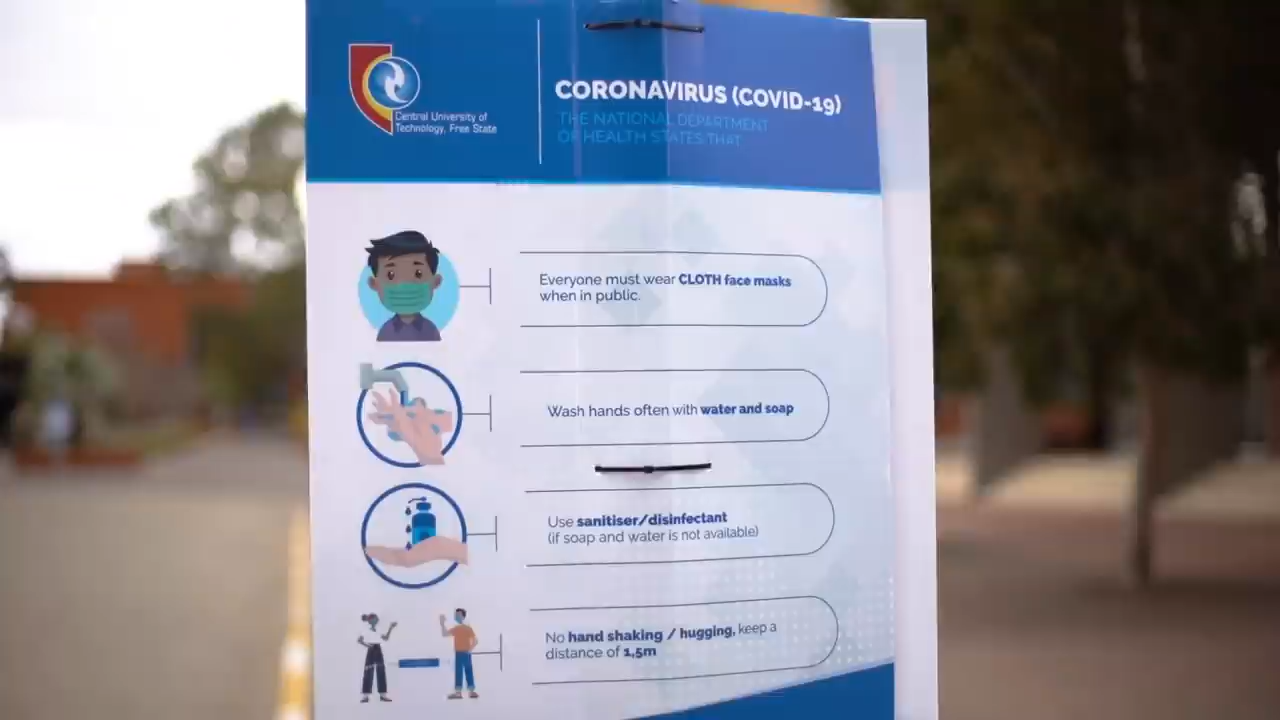 Central University of
Technology, Free State
CORONAVIRUS (COVID-19)
THE NATIONAL DEPARTMENT
OF HEALTH STATES THAT
Everyone must wear CLOTH face masks
when in public.
Wash hands often with water and soap
Use sanitiser/disinfectant
(if soap and water is not available)
No hand shaking / hugging, keep a
distance of 1,5m